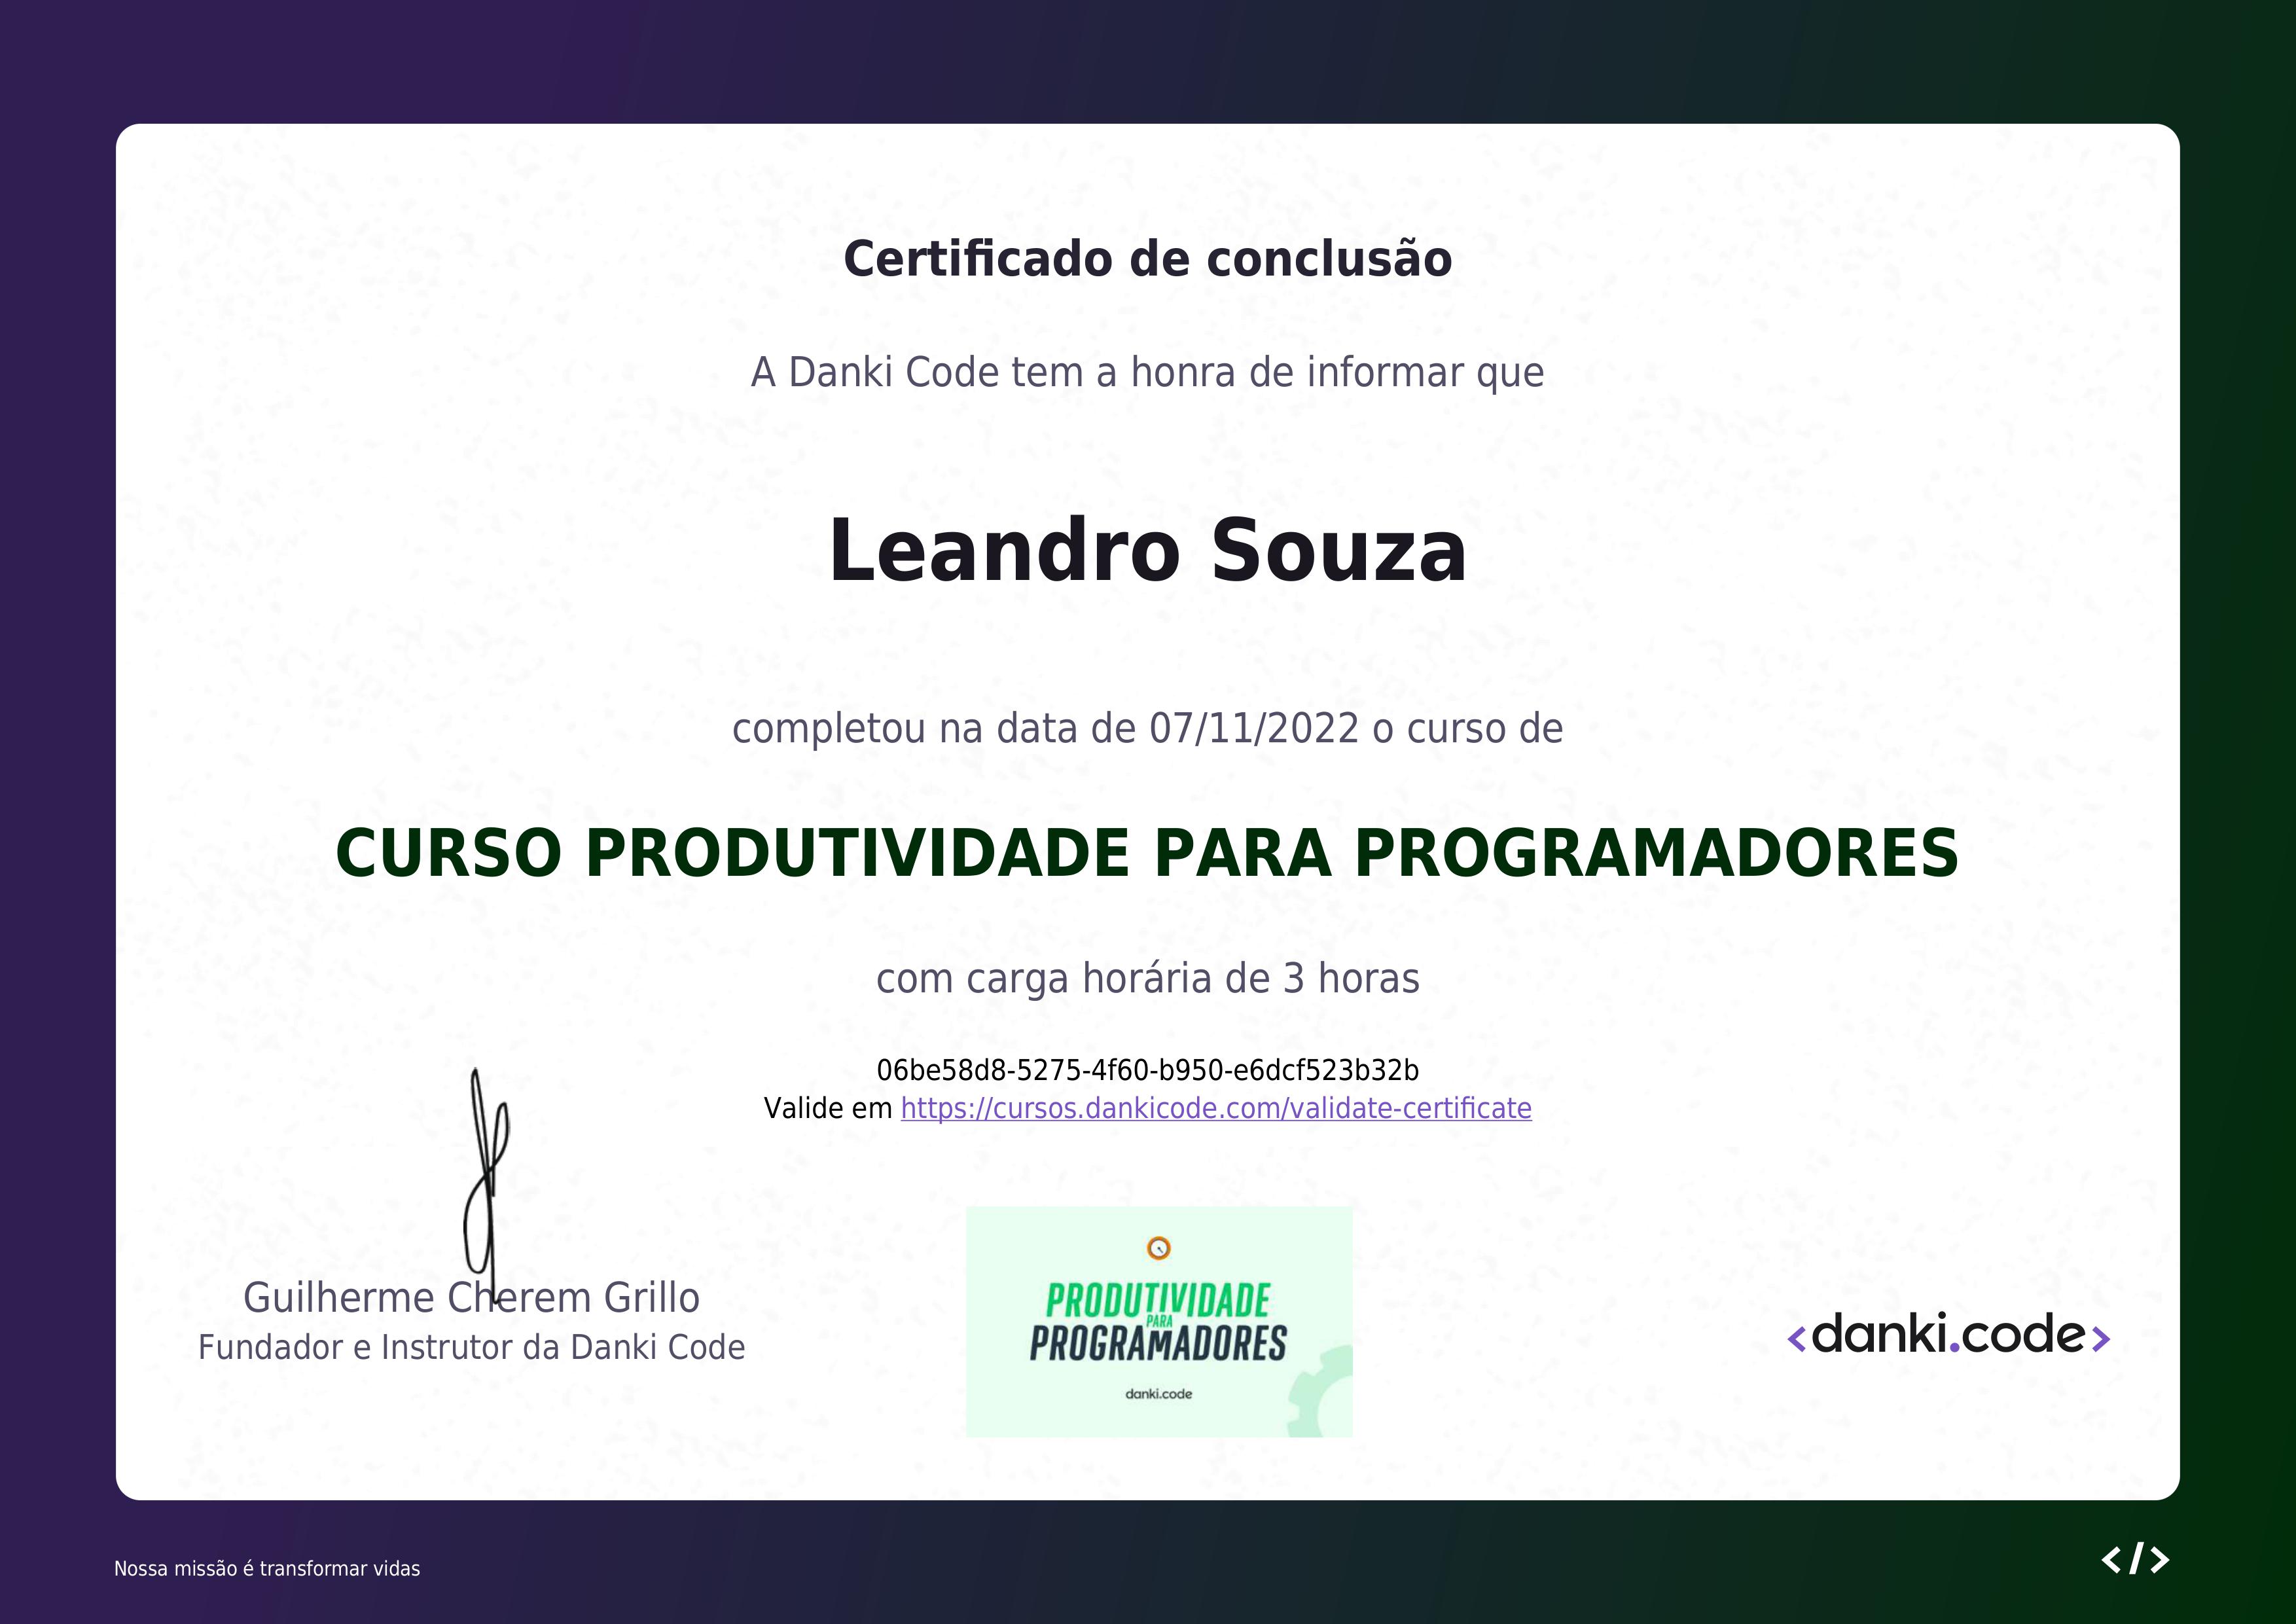 Certificado de conclusão
A Danki Code tem a honra de informar que
Leandro Souza
completou na data de 07/11/2022 o curso de
CURSO PRODUTIVIDADE PARA PROGRAMADORES
com carga horária de 3 horas
06be58d8-5275-4f60-b950-e6dcf523b32b
Valide em https://cursos.dankicode.com/validate-certificate
Guilherme Cherem Grillo
Fundador e Instrutor da Danki Code
PRODUTIVIDADE
PARA
PROGRAMADORES
danki.code
<danki.code>
Nossa missão é transformar vidas
</>